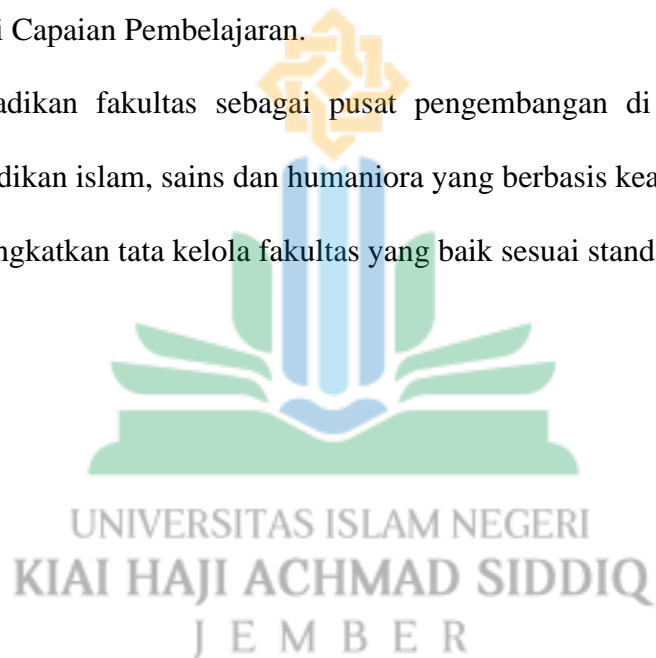 i Capaian Pembelajaran.
adikan fakultas sebagai pusat pengembangan di
dikan islam, sains dan humaniora yang berbasis kea
ngkatkan tata kelola fakultas yang baik sesuai stand
UNIVERSITAS ISLAM NEGERI
KIAI HAJI ACHMAD SIDDIQ
JEMBER